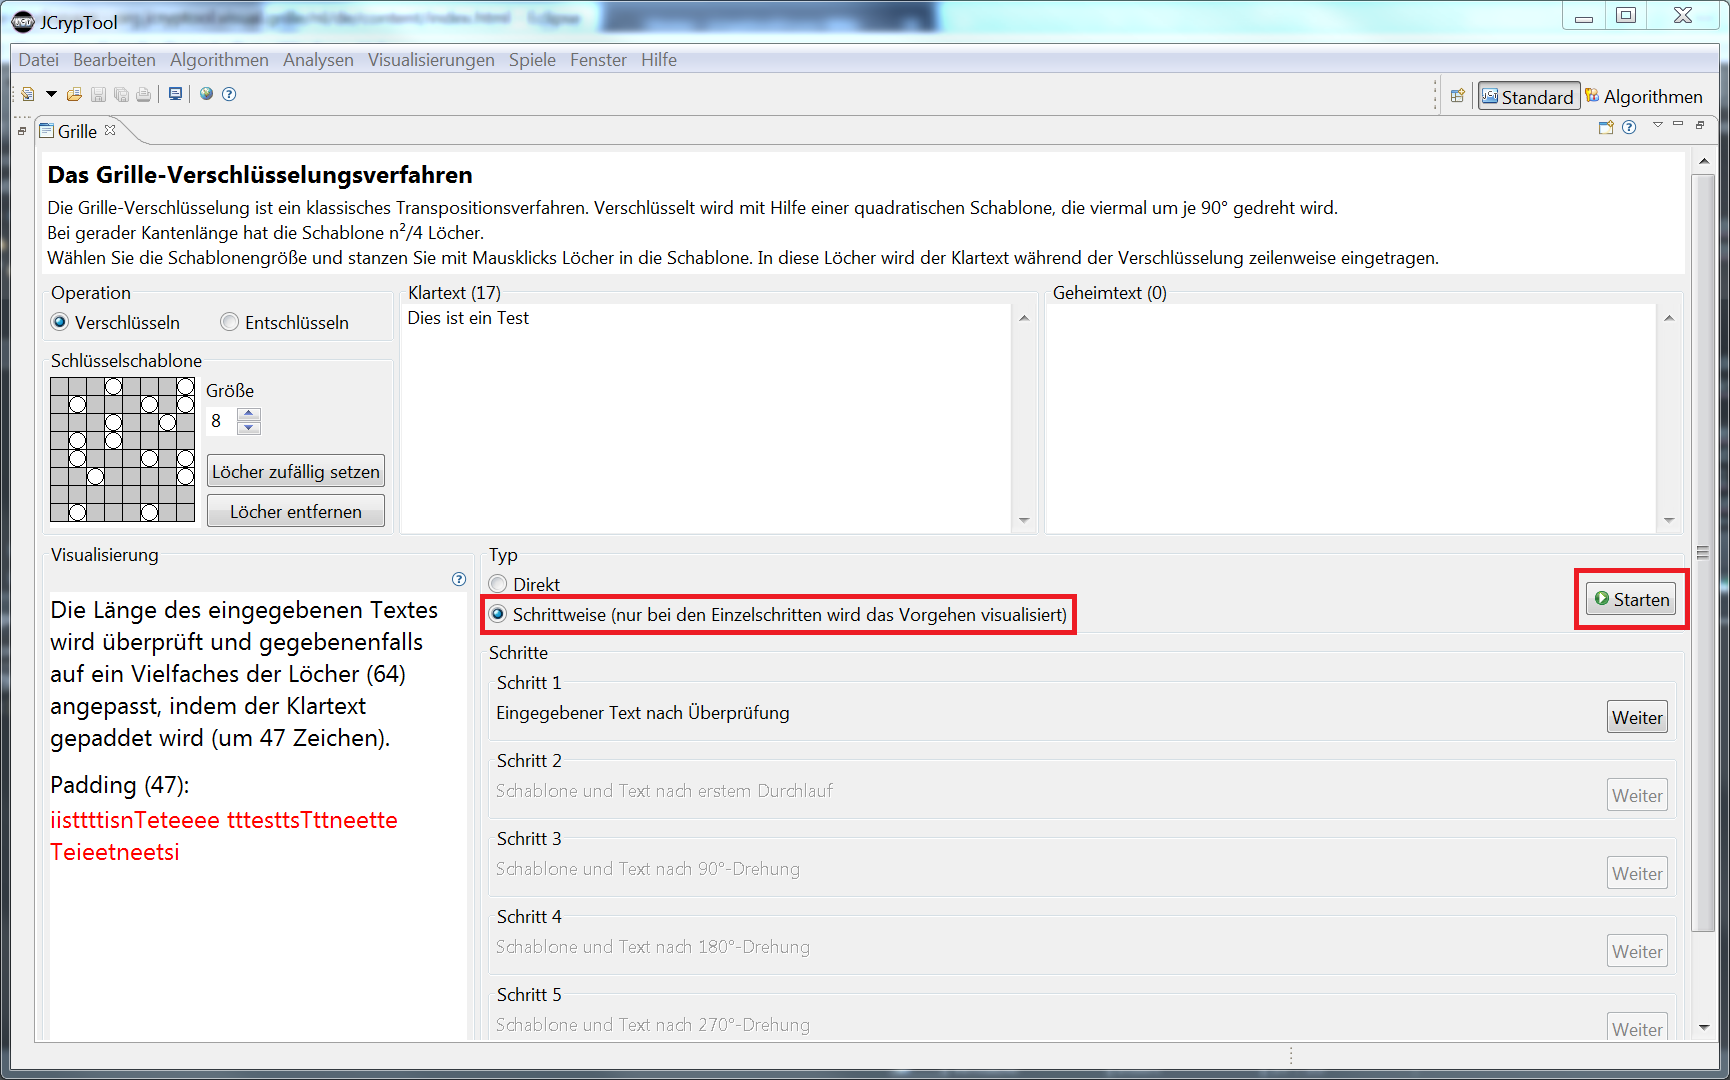 JCrypTool
Datei Bearbeiten Algorithmen Analysen Visualisierungen Spiele Fenster Hilfe
Standard Algorithmen
Grille
Das Grille-Verschlüsselungsverfahren
Die Grille-Verschlüsselung ist ein klassisches Transpositionsverfahren. Verschlüsselt wird mit Hilfe einer quadratischen Schablone, die viermal um je 90° gedreht wird.
Bei gerader Kantenlänge hat die Schablone n²/4 Löcher.
Wählen Sie die Schablonengröße und stanzen Sie mit Mausklicks Löcher in die Schablone. In diese Löcher wird der Klartext während der Verschlüsselung zeilenweise eingetragen.
Operation
Verschlüsseln Entschlüsseln
Schlüsselschablone
Größe
8
Löcher zufällig setzen
Löcher entfernen
Klartext (17)
Dies ist ein Test
Geheimtext (0)
Visualisierung
Die Länge des eingegebenen Textes
wird überprüft und gegebenenfalls
auf ein Vielfaches der Löcher (64)
angepasst, indem der Klartext
gepaddet wird (um 47 Zeichen).
Padding (47):
iisttttisnTeteeee tttesttsTttneette
Teieetneetsi
Typ
Direkt
Schrittweise (nur bei den Einzelschritten wird das Vorgehen visualisiert)
Starten
Schritte
Schritt 1
Eingegebener Text nach Überprüfung
Weiter
Schritt 2
Schablone und Text nach erstem Durchlauf
Weiter
Schritt 3
Schablone und Text nach 90°-Drehung
Weiter
Schritt 4
Schablone und Text nach 180°-Drehung
Weiter
Schritt 5
Schablone und Text nach 270°-Drehung
Weiter